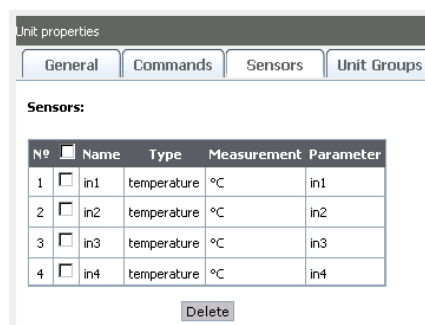 Unit properties
General Commands Sensors Unit Groups
Sensors:
Nº Name Type Measurement Parameter
1 in1 temperature °C in1
2 in2 temperature °C in2
3 in3 temperature °C in3
4 in4 temperature °C in4
Delete